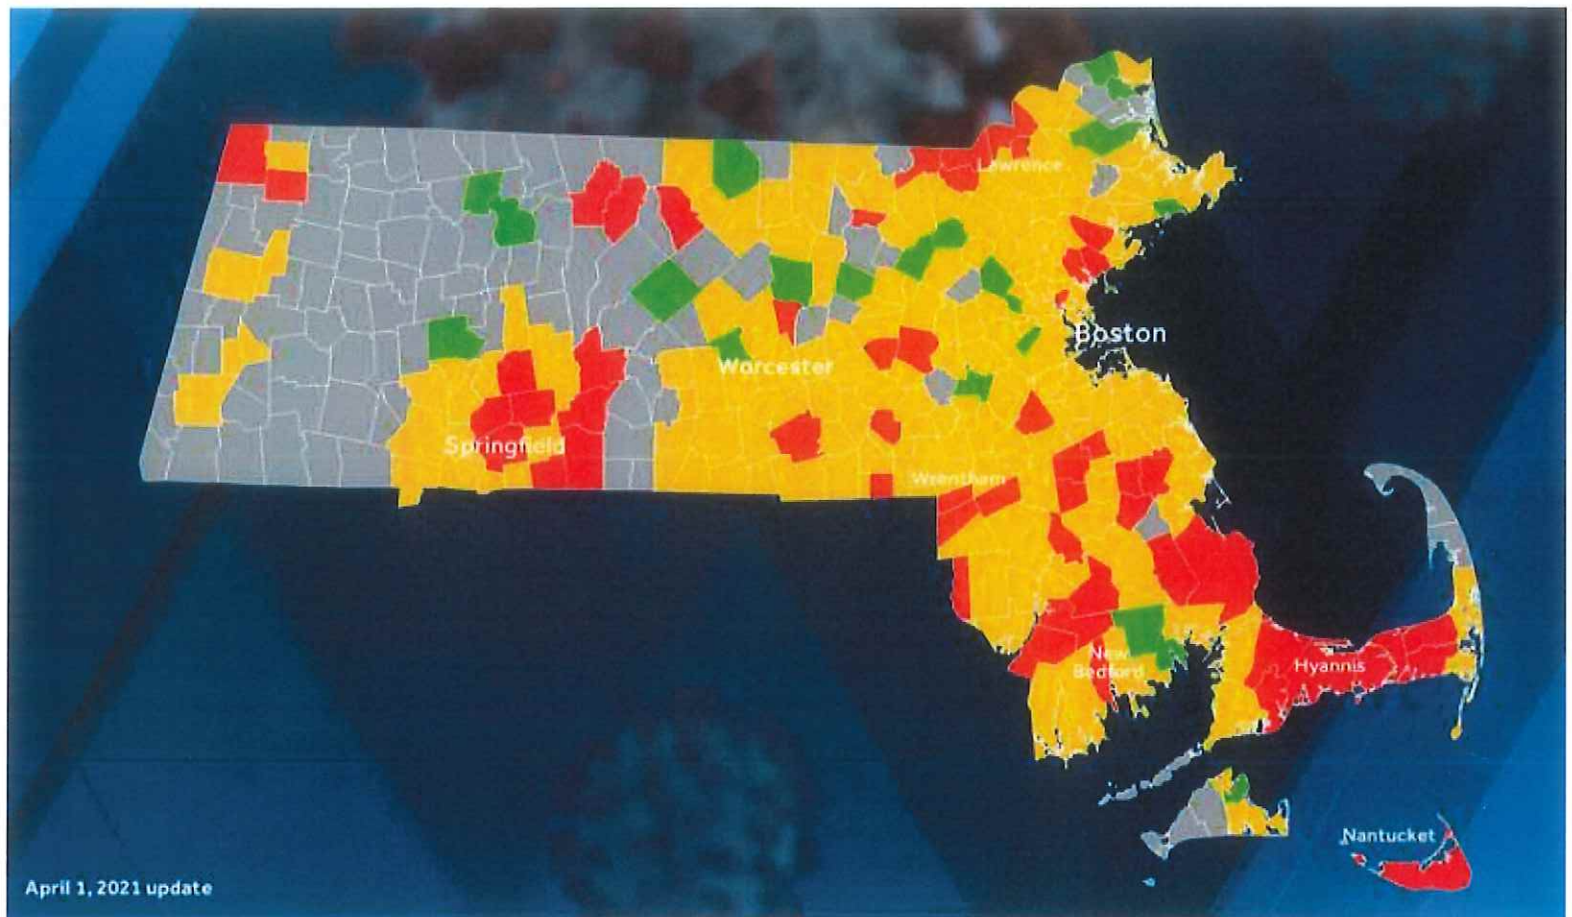 Lawrence
Boston
Worcester
Springfield
Wrentham
New
Bedford
Hyannis
Nantucket
April 1, 2021 update